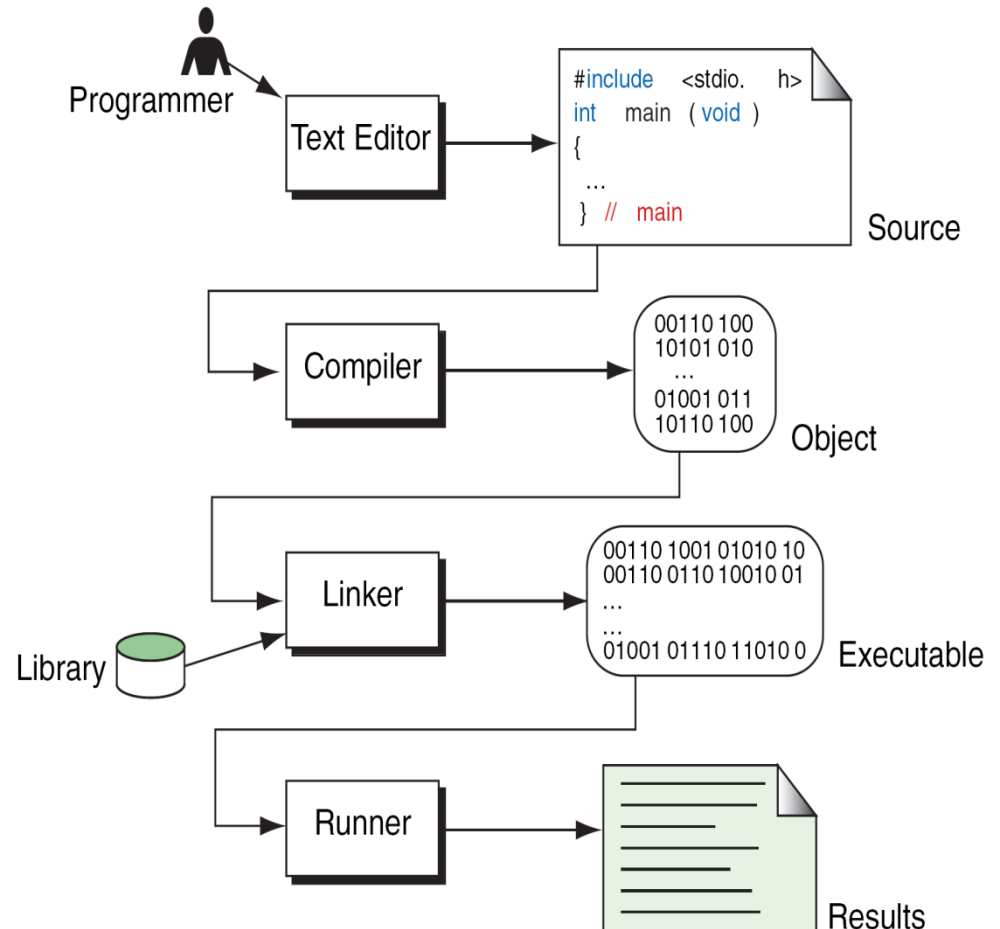 Programmer
Text Editor
#include <stdio. h>
int main ( void )
{
...
} // main
Source
Compiler
00110 100
10101 010
...
01001 011
10110 100
Object
Linker
Library
00110 1001 01010 10
00110 0110 10010 01
...
...
01001 01110 11010 0
Executable
Runner
Results